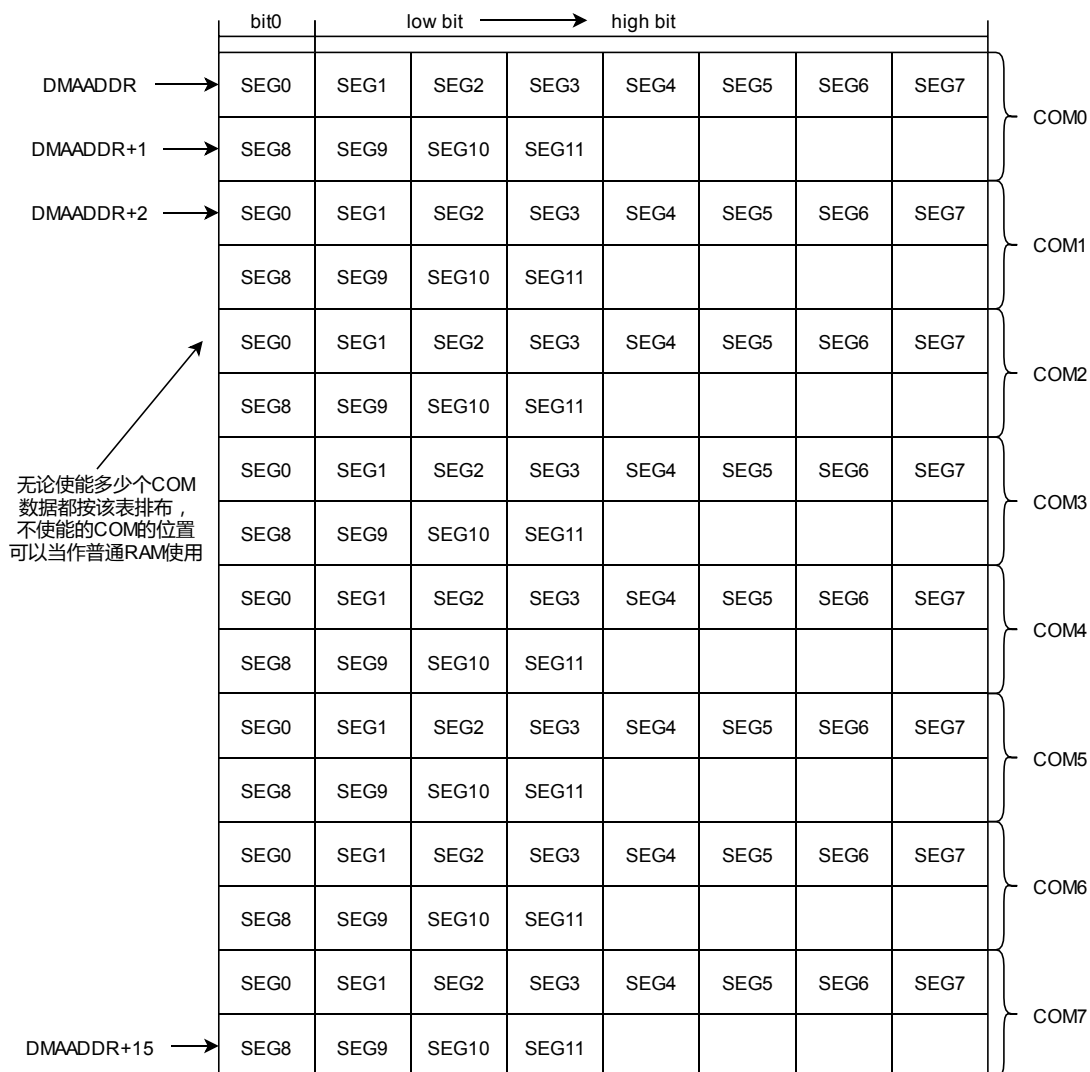 bit0 low bit high bit
DMAADDR SEG0 SEG1 SEG2 SEG3 SEG4 SEG5 SEG6 SEG7
COM0
DMAADDR+1 SEG8 SEG9 SEG10 SEG11
DMAADDR+2 SEG0 SEG1 SEG2 SEG3 SEG4 SEG5 SEG6 SEG7
COM1
SEG8 SEG9 SEG10 SEG11
SEG0 SEG1 SEG2 SEG3 SEG4 SEG5 SEG6 SEG7
COM2
SEG8 SEG9 SEG10 SEG11
SEG0 SEG1 SEG2 SEG3 SEG4 SEG5 SEG6 SEG7
无论使能多少个COM
数据都按该表排布，
不使能的COM的位置
可以当作普通RAM使用
COM3
SEG8 SEG9 SEG10 SEG11
SEG0 SEG1 SEG2 SEG3 SEG4 SEG5 SEG6 SEG7
COM4
SEG8 SEG9 SEG10 SEG11
SEG0 SEG1 SEG2 SEG3 SEG4 SEG5 SEG6 SEG7
COM5
SEG8 SEG9 SEG10 SEG11
SEG0 SEG1 SEG2 SEG3 SEG4 SEG5 SEG6 SEG7
COM6
SEG8 SEG9 SEG10 SEG11
SEG0 SEG1 SEG2 SEG3 SEG4 SEG5 SEG6 SEG7
COM7
DMAADDR+15 SEG8 SEG9 SEG10 SEG11